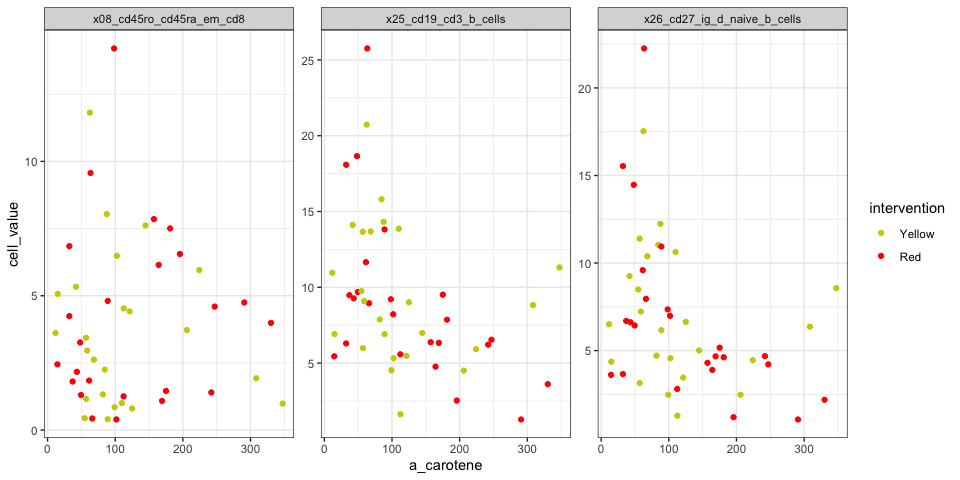 x08_cd45ro_cd45ra_em_cd8
x25_cd19_cd3_b_cells
x26_cd27_ig_d_naive_b_cells
cell_value
10
5
0
0 100 200 300
25
20
15
10
5
0 100 200 300
20
15
10
5
0 100 200 300
a_carotene
intervention
Yellow
Red